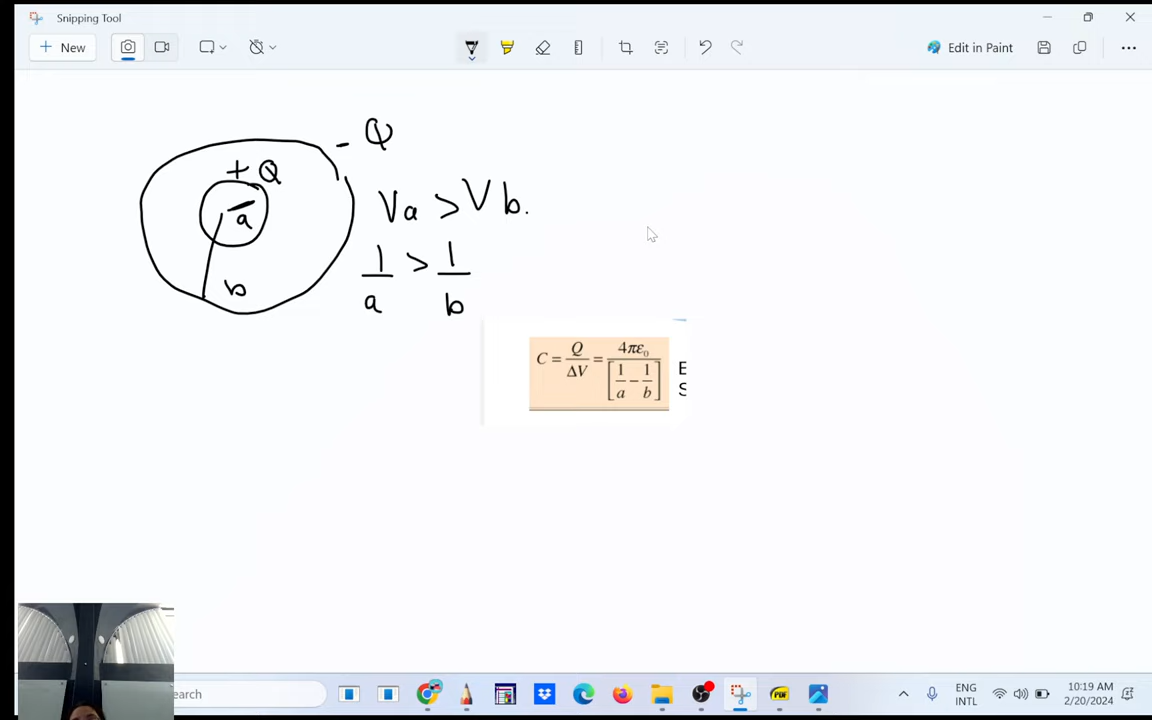 Snipping Tool
New
Edit in Paint
- Q
+ Q
a
b
Va > Vb.
1/a > 1/b
C = Q/ΔV = 4πε₀/[1/a − 1/b]
E
S
earch
ENG
INTL
10:19 AM
2/20/2024
PDF